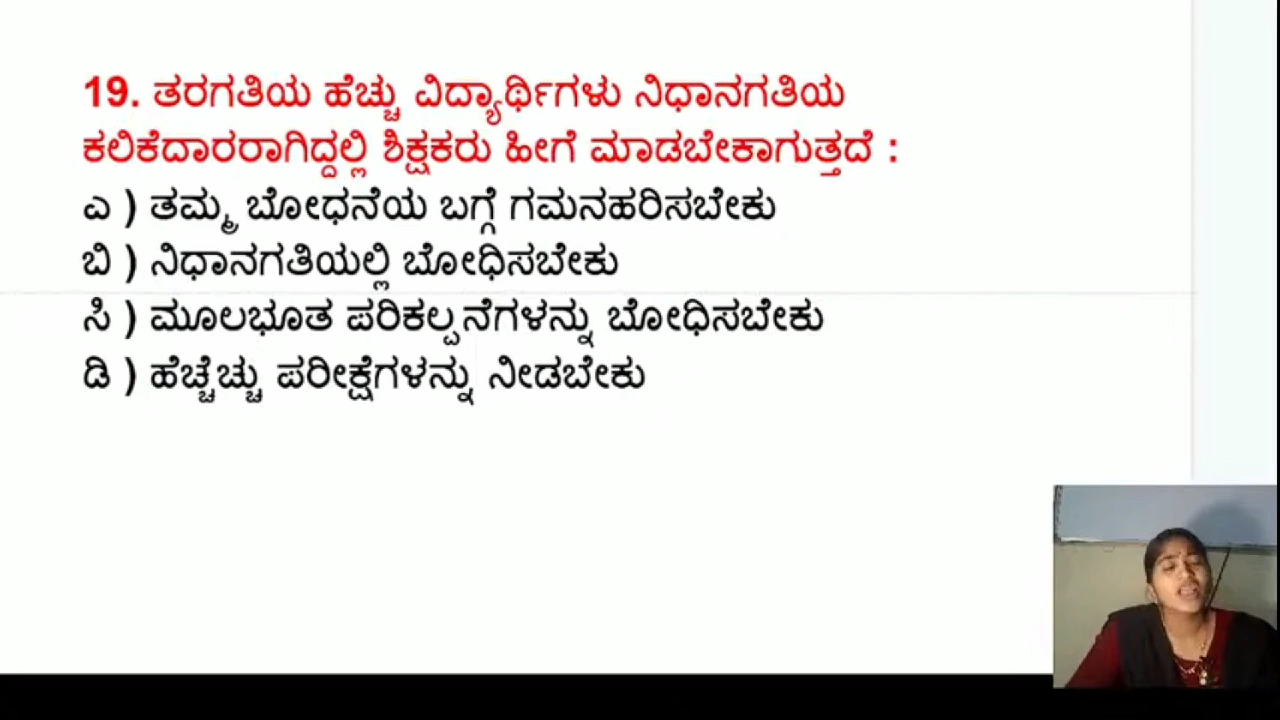 19. ತರಗತಿಯ ಹೆಚ್ಚು ವಿದ್ಯಾರ್ಥಿಗಳು ನಿಧಾನಗತಿಯ
ಕಲಿಕೆದಾರರಾಗಿದ್ದಲ್ಲಿ ಶಿಕ್ಷಕರು ಹೀಗೆ ಮಾಡಬೇಕಾಗುತ್ತದೆ :
ಎ ) ತಮ್ಮ ಬೋಧನೆಯ ಬಗ್ಗೆ ಗಮನಹರಿಸಬೇಕು
ಬಿ ) ನಿಧಾನಗತಿಯಲ್ಲಿ ಬೋಧಿಸಬೇಕು
ಸಿ ) ಮೂಲಭೂತ ಪರಿಕಲ್ಪನೆಗಳನ್ನು ಬೋಧಿಸಬೇಕು
ಡಿ ) ಹೆಚ್ಚೆಚ್ಚು ಪರೀಕ್ಷೆಗಳನ್ನು ನೀಡಬೇಕು